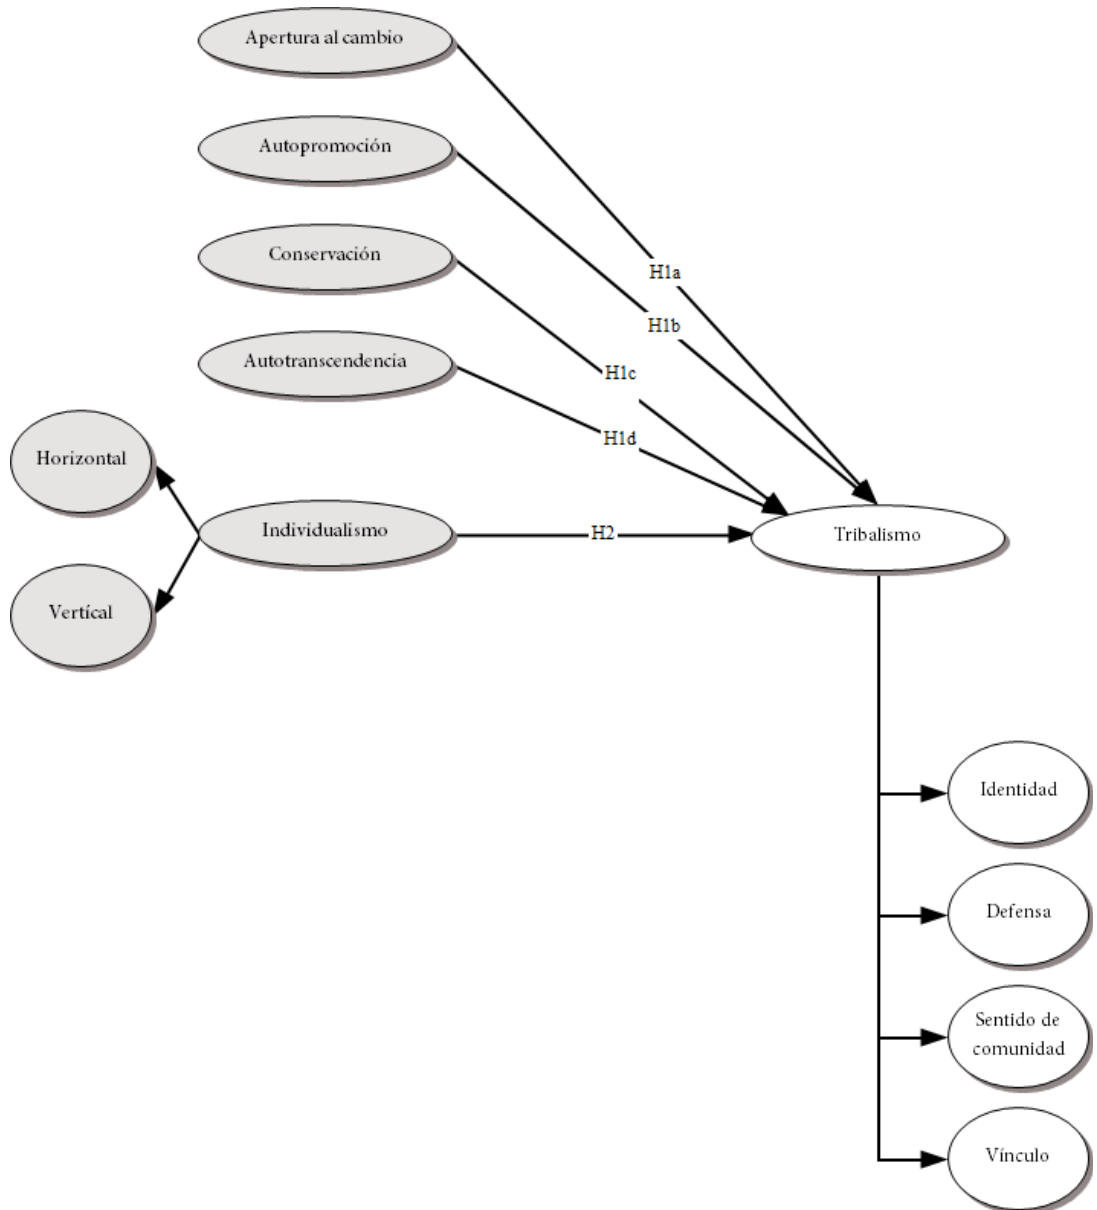 Apertura al cambio
Autopromoción
Conservación
H1a
H1b
Autotranscendencia
H1c
H1d
Horizontal
Individualismo
H2
Tribalismo
Vertícal
Identidad
Defensa
Sentido de
comunidad
Vínculo